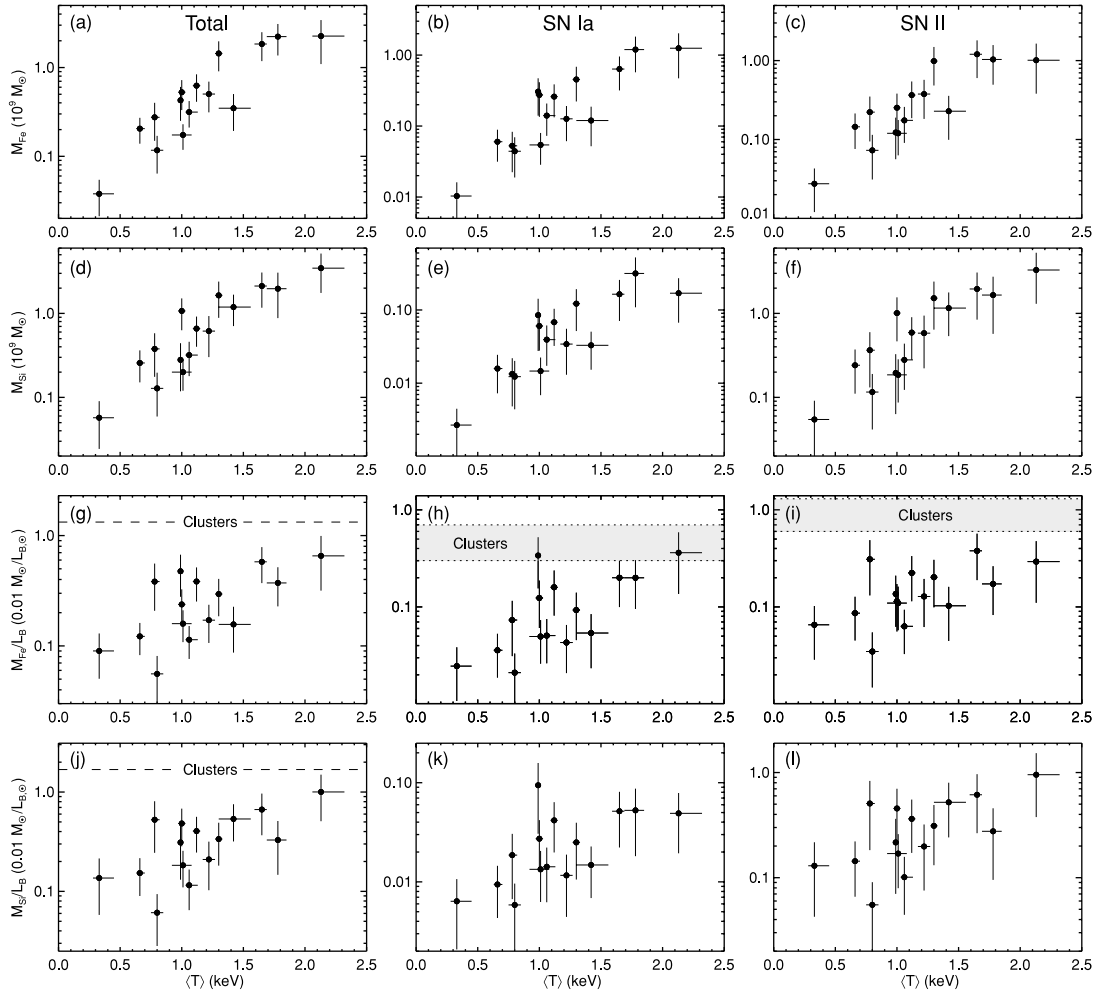 Total SN Ia SN II
(a) (b) (c)
M_Fe (10^9 M_⊙)
1.0 1.00 1.00
0.1 0.10 0.10
0.01 0.01
0.0 0.5 1.0 1.5 2.0 2.5 0.0 0.5 1.0 1.5 2.0 2.5 0.0 0.5 1.0 1.5 2.0 2.5
(d) (e) (f)
M_Si (10^9 M_⊙)
1.0 0.10 1.0
0.1 0.01 0.1
0.0 0.5 1.0 1.5 2.0 2.5 0.0 0.5 1.0 1.5 2.0 2.5 0.0 0.5 1.0 1.5 2.0 2.5
(g) (h) (i)
Clusters Clusters Clusters
M_Fe/L_B (0.01 M_⊙/L_B,⊙)
1.0 1.0 1.0
0.1 0.1 0.1
0.0 0.5 1.0 1.5 2.0 2.5 0.0 0.5 1.0 1.5 2.0 2.5 0.0 0.5 1.0 1.5 2.0 2.5
(j) (k) (l)
Clusters
M_Si/L_B (0.01 M_⊙/L_B,⊙)
1.0 0.10 1.0
0.1 0.01 0.1
0.0 0.5 1.0 1.5 2.0 2.5 0.0 0.5 1.0 1.5 2.0 2.5 0.0 0.5 1.0 1.5 2.0 2.5
⟨T⟩ (keV) ⟨T⟩ (keV) ⟨T⟩ (keV)